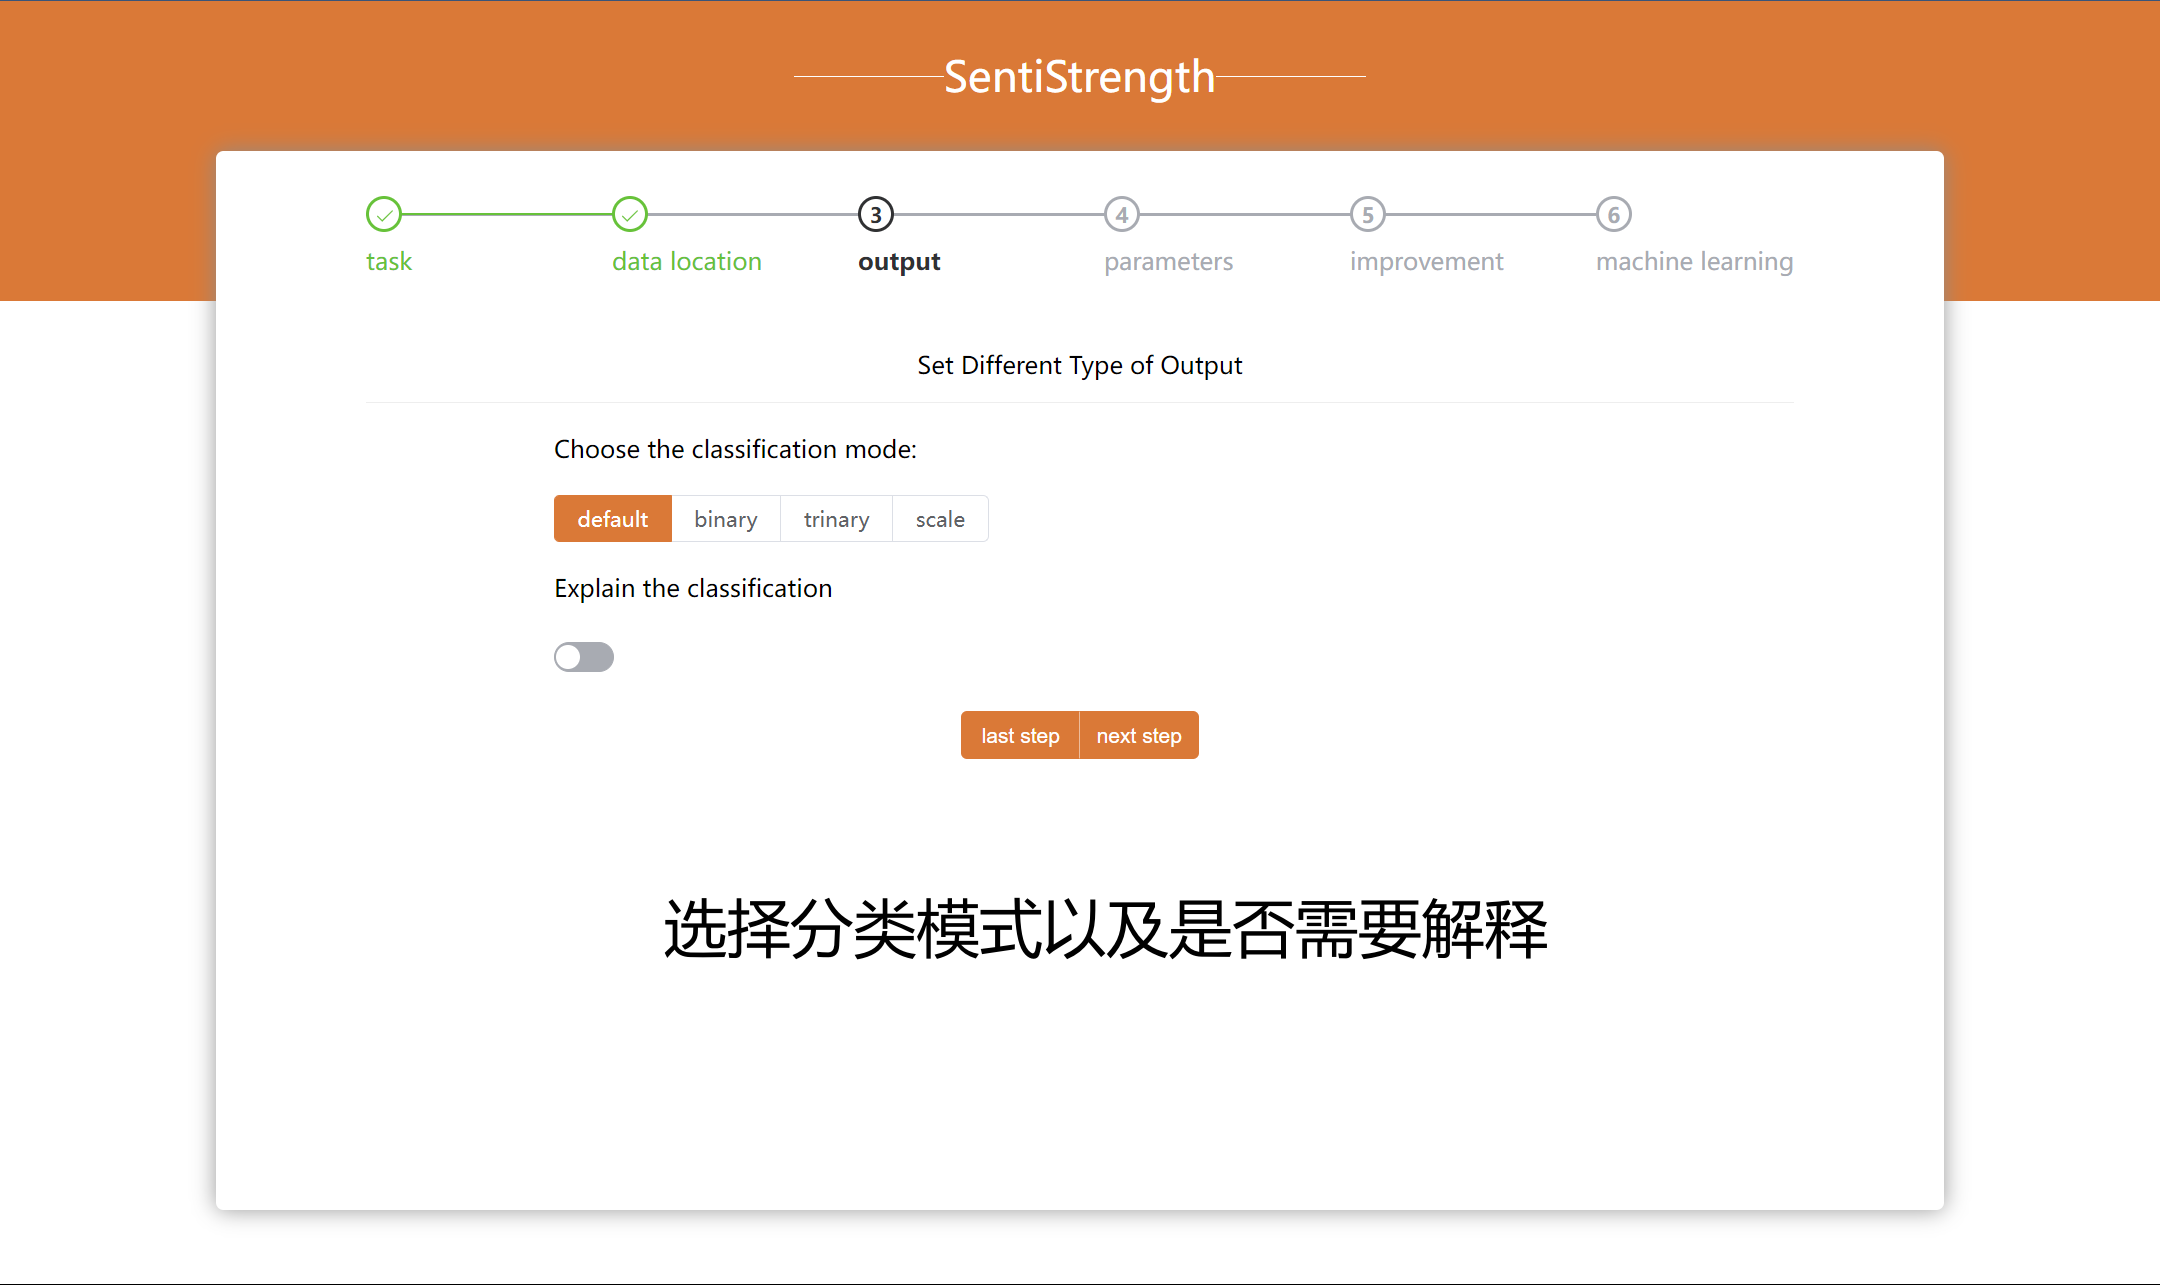 SentiStrength
3 4 5 6
task data location output parameters improvement machine learning
Set Different Type of Output
Choose the classification mode:
default binary trinary scale
Explain the classification
last step next step
选择分类模式以及是否需要解释